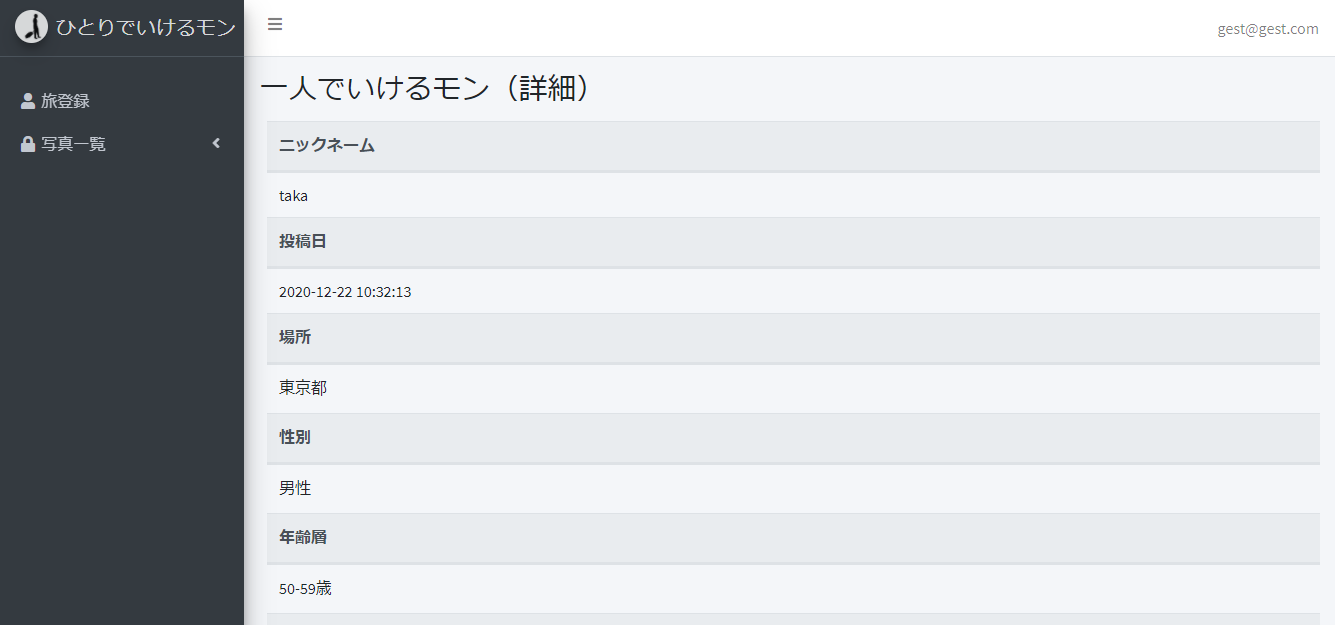 ひとりでいけるモン
gest@gest.com
旅登録
写真一覧
一人でいけるモン（詳細）
ニックネーム
taka
投稿日
2020-12-22 10:32:13
場所
東京都
性別
男性
年齢層
50-59歳